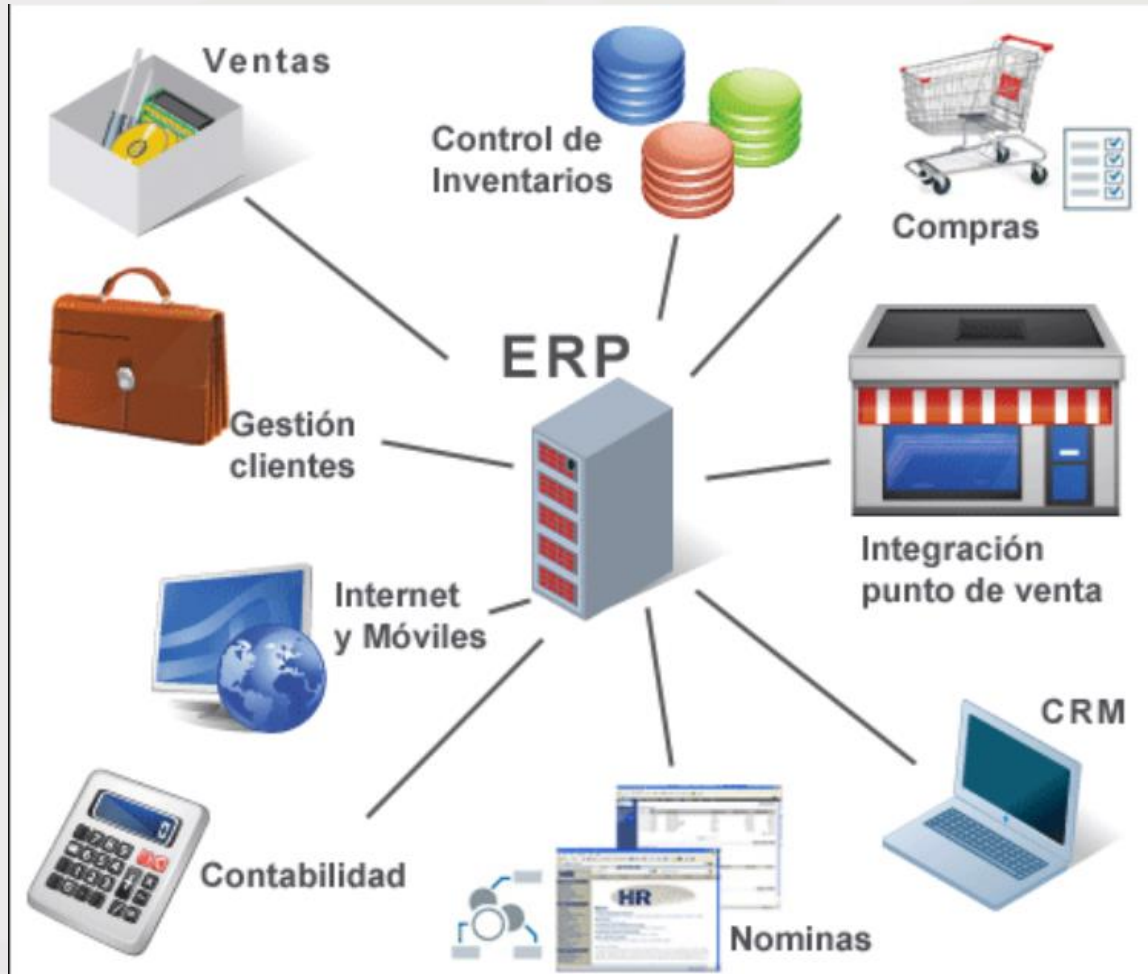 Ventas
Control de
Inventarios
Compras
ERP
Gestión
clientes
Integración
punto de venta
Internet
y Móviles
CRM
Contabilidad
HR
Nominas